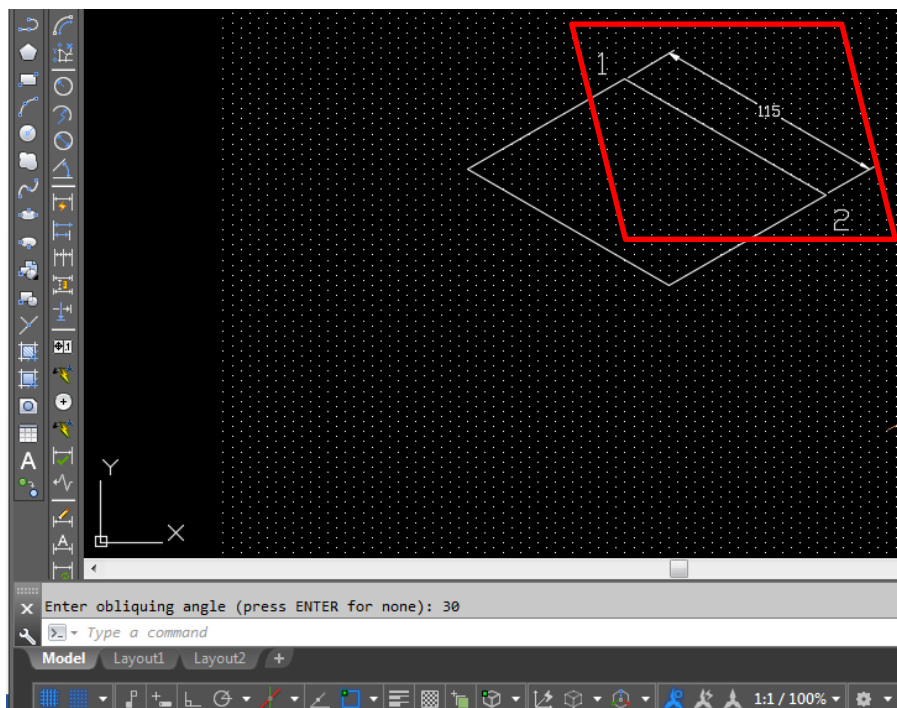 1
115
2
Y
X
Enter obliquing angle (press ENTER for none): 30
Type a command
Model Layout1 Layout2 +
1:1 / 100%
A
A